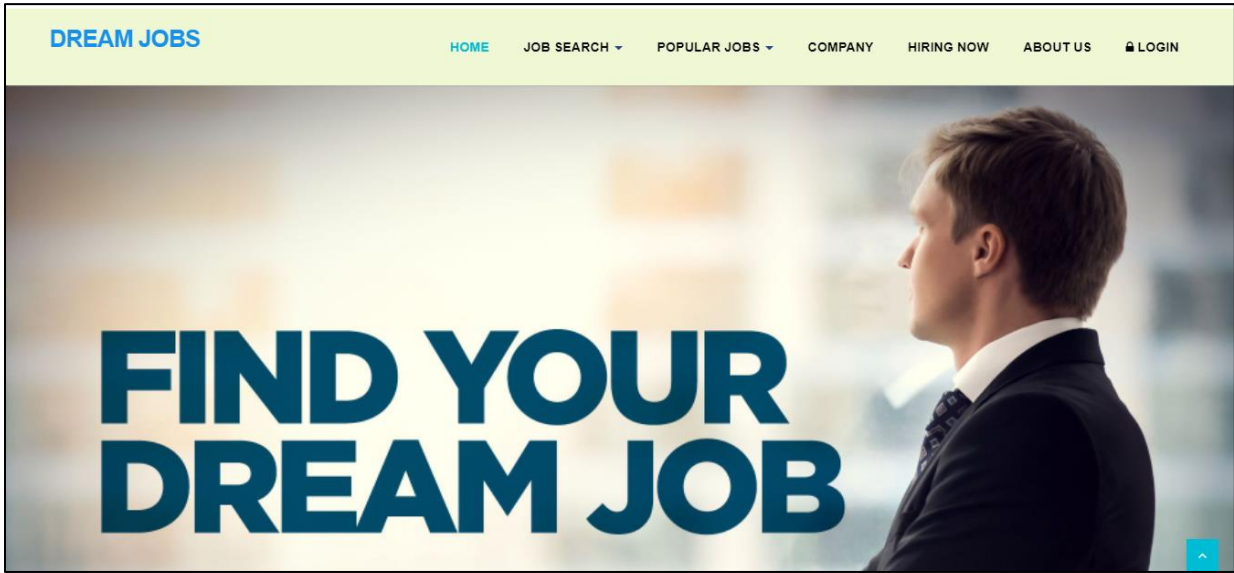 DREAM JOBS
HOME JOB SEARCH POPULAR JOBS COMPANY HIRING NOW ABOUT US LOGIN
FIND YOUR
DREAM JOB